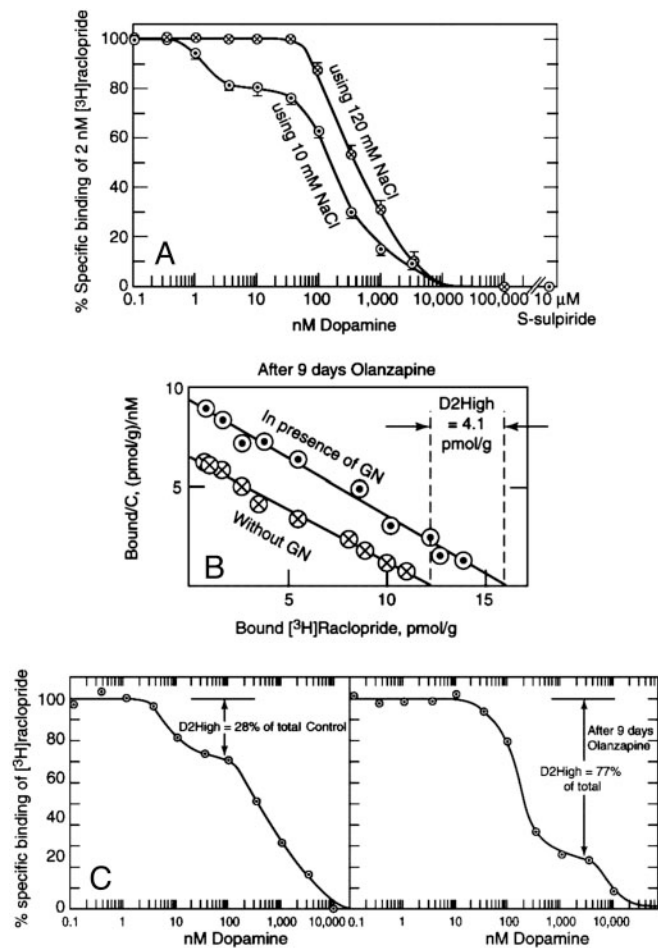 100
80
60
40
20
0
% Specific binding of 2 nM [³H]raclopride
using 120 mM NaCl
using 10 mM NaCl
A
0.1 1 10 100 1,000 10,000 100,000 10 µM
nM Dopamine
S-sulpiride
After 9 days Olanzapine
10
5
Bound/C, (pmol/g)/nM
D2High
= 4.1
pmol/g
In presence of GN
Without GN
B
5 10 15
Bound [³H]Raclopride, pmol/g
100
80
60
40
20
0
% specific binding of [³H]raclopride
D2High = 28% of total Control
C
0.1 1 10 100 1,000 10,000
nM Dopamine
After 9 days
Olanzapine
D2High = 77%
of total
0.1 1 10 100 1,000 10,000
nM Dopamine